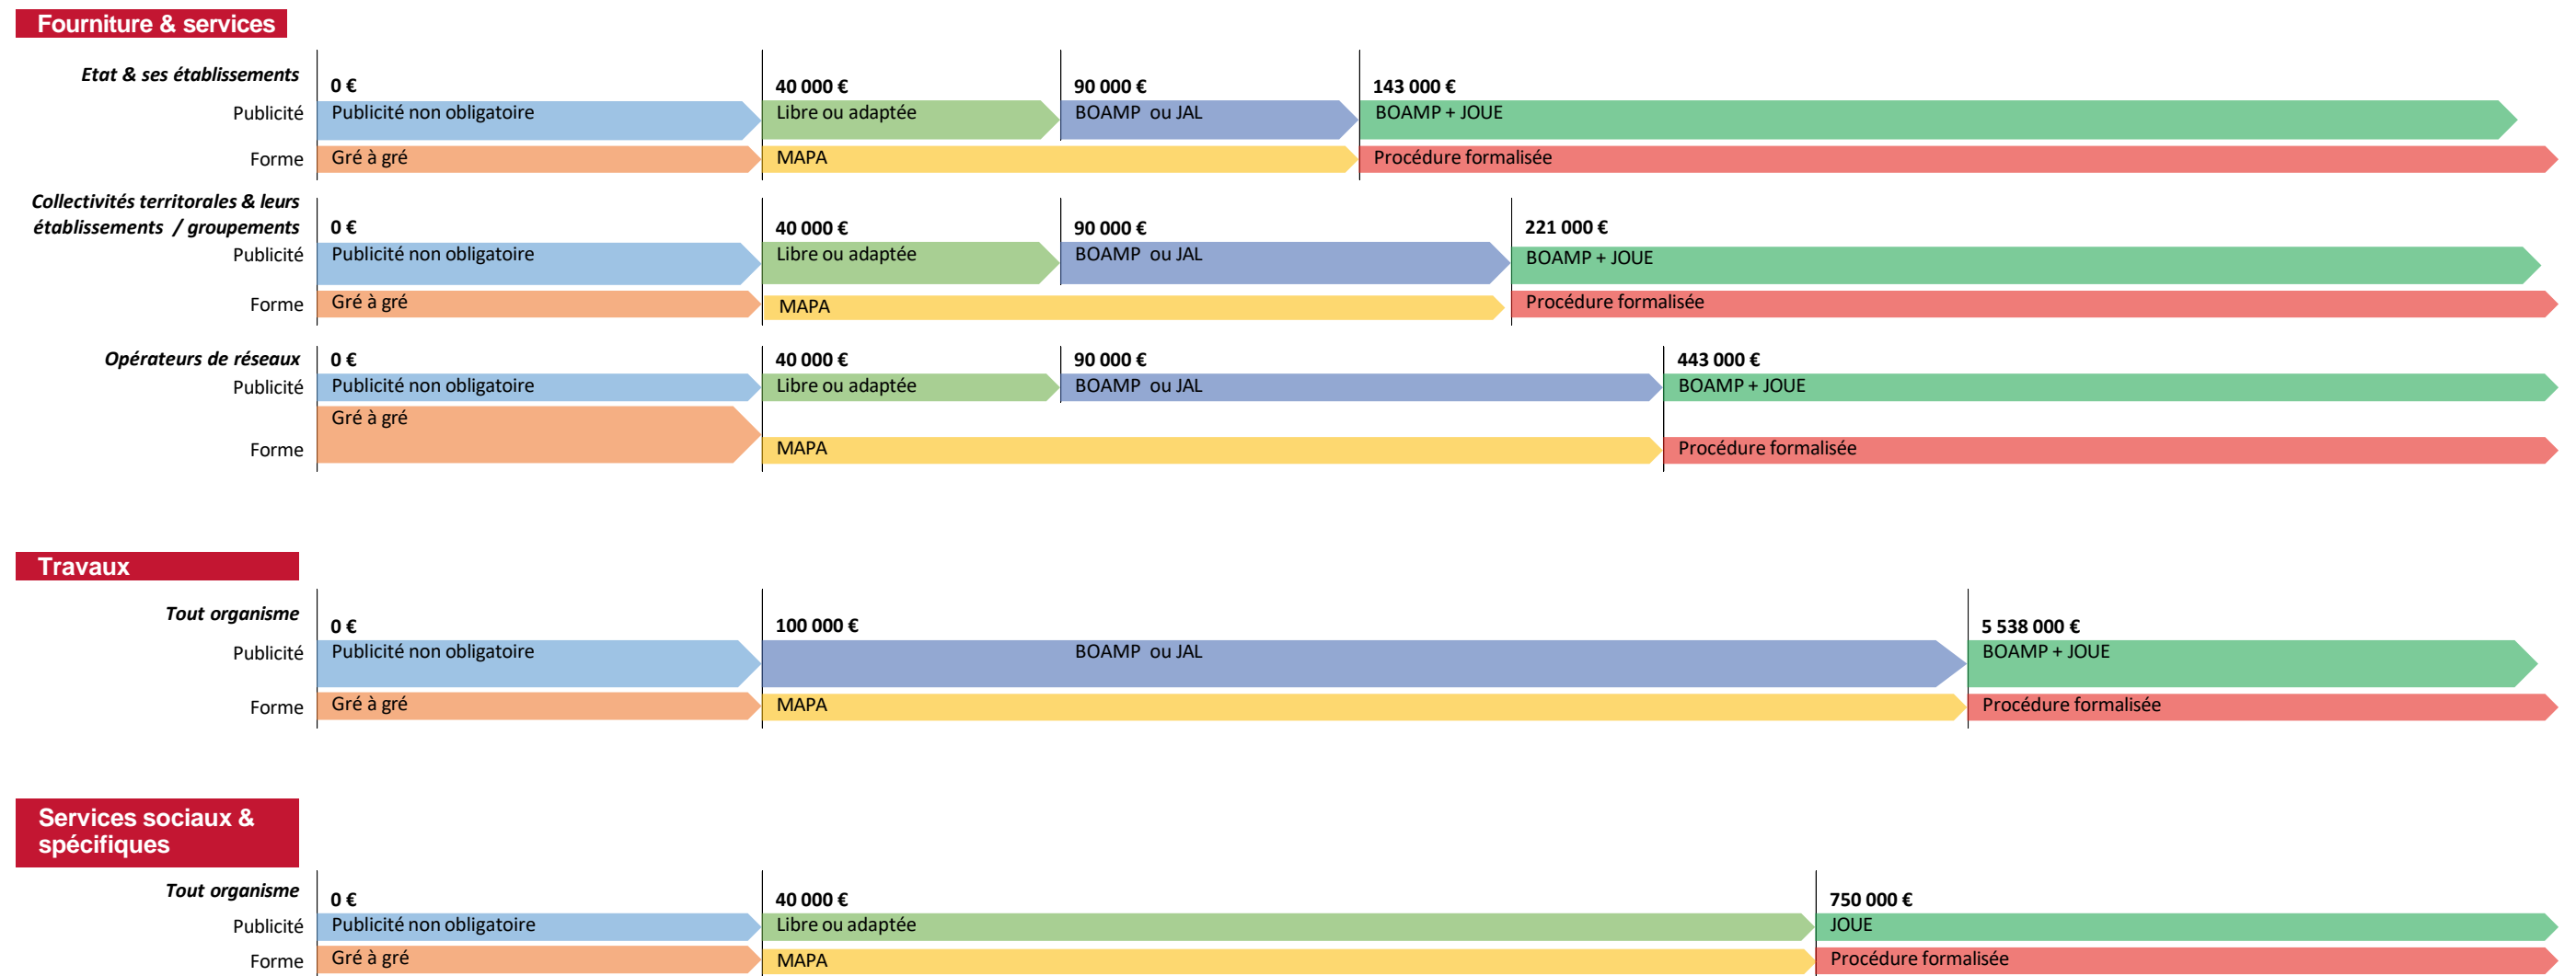 Fourniture & services
Etat & ses établissements
0 € 40 000 € 90 000 € 143 000 €
Publicité Publicité non obligatoire Libre ou adaptée BOAMP ou JAL BOAMP + JOUE
Forme Gré à gré MAPA Procédure formalisée
Collectivités territorales & leurs
établissements / groupements 0 € 40 000 € 90 000 € 221 000 €
Publicité Publicité non obligatoire Libre ou adaptée BOAMP ou JAL BOAMP + JOUE
Forme Gré à gré MAPA Procédure formalisée
Opérateurs de réseaux 0 € 40 000 € 90 000 € 443 000 €
Publicité Publicité non obligatoire Libre ou adaptée BOAMP ou JAL BOAMP + JOUE
Gré à gré
Forme MAPA Procédure formalisée
Travaux
Tout organisme
0 € 100 000 € 5 538 000 €
Publicité Publicité non obligatoire BOAMP ou JAL BOAMP + JOUE
Forme Gré à gré MAPA Procédure formalisée
Services sociaux &
spécifiques
Tout organisme
0 € 40 000 € 750 000 €
Publicité Publicité non obligatoire Libre ou adaptée JOUE
Forme Gré à gré MAPA Procédure formalisée